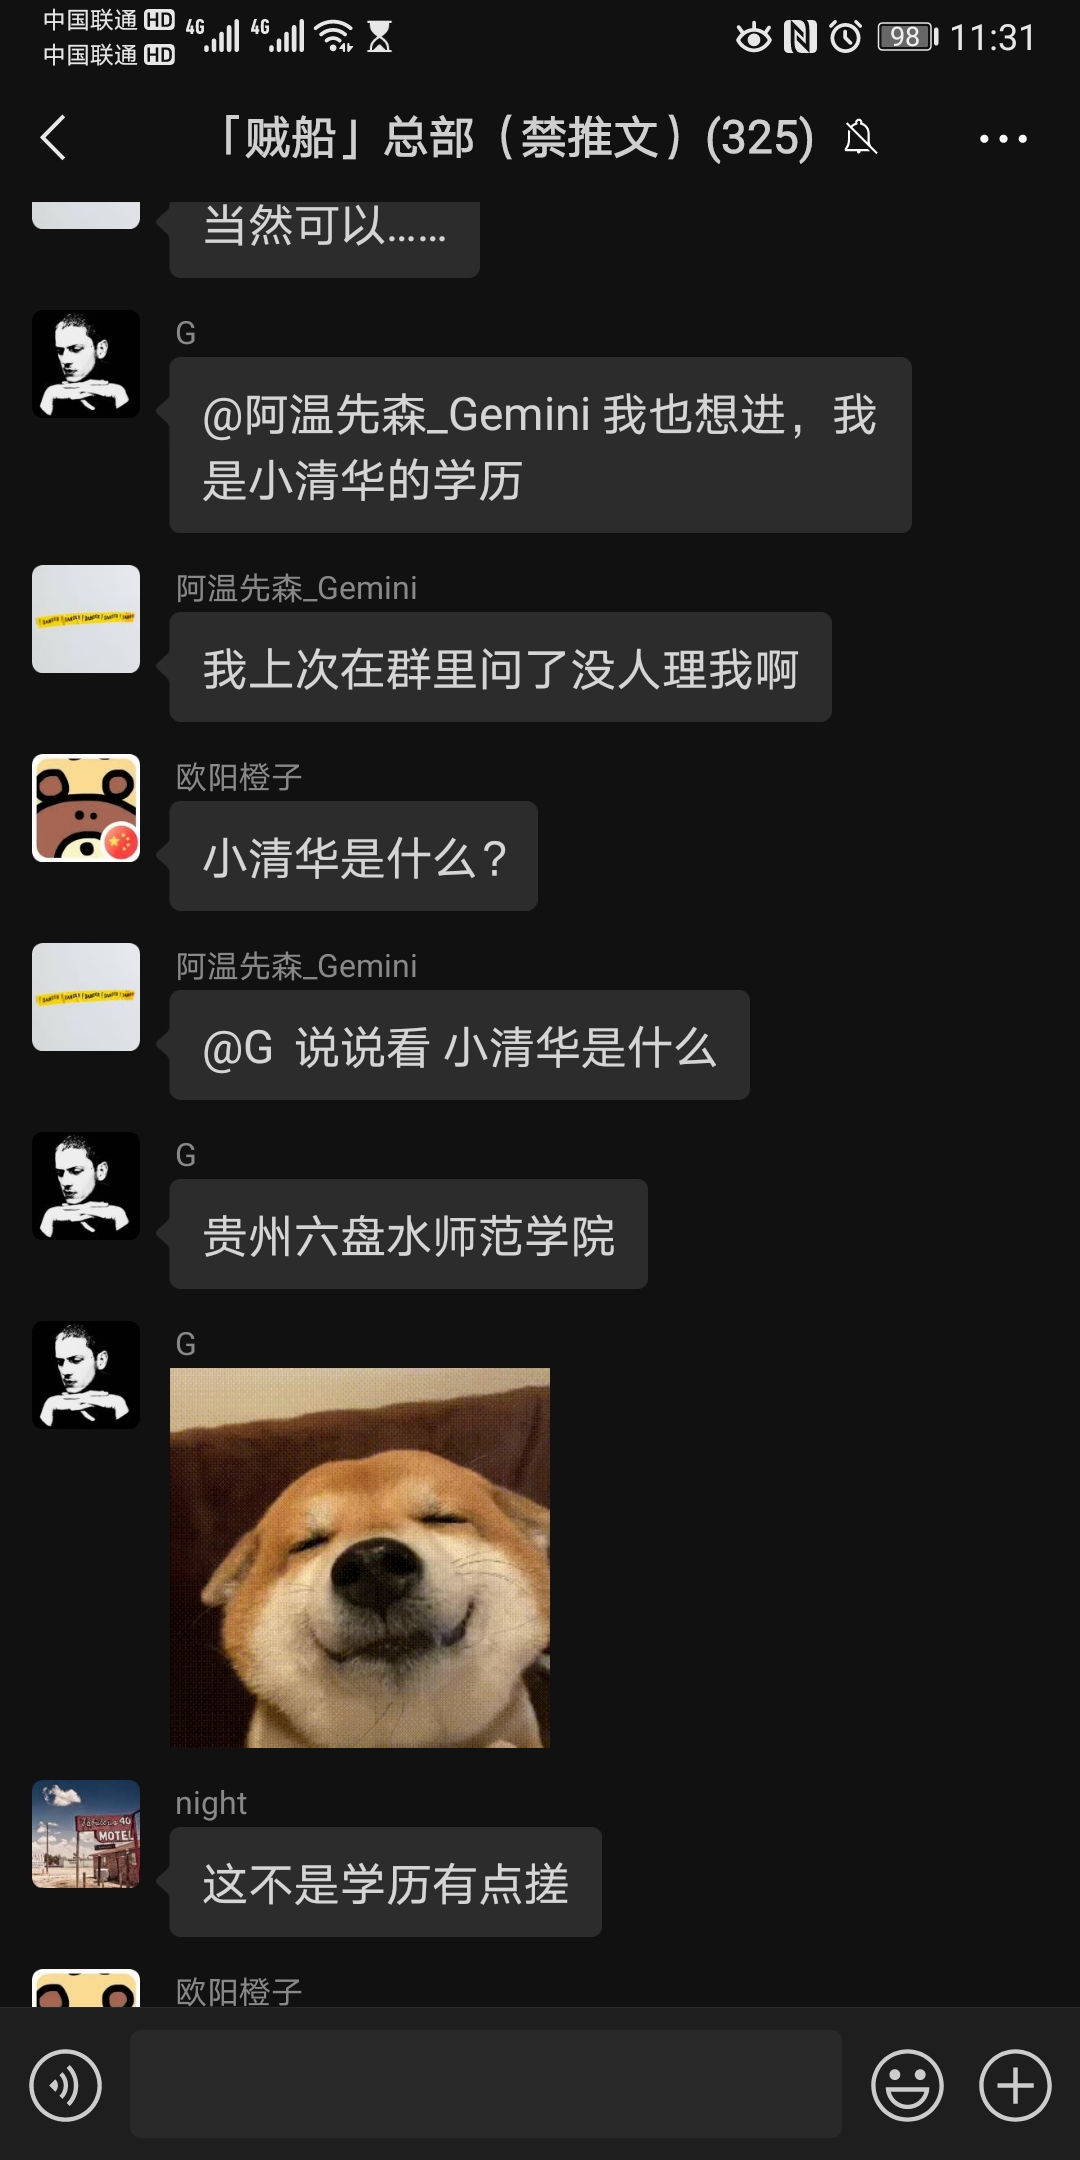 中国联通 HD 4G 4G 98 11:31
中国联通 HD
「贼船」总部（禁推文）(325)
当然可以……
G
@阿温先森_Gemini 我也想进，我
是小清华的学历
阿温先森_Gemini
我上次在群里问了没人理我啊
欧阳橙子
小清华是什么？
阿温先森_Gemini
@G 说说看 小清华是什么
G
贵州六盘水师范学院
G
night
MOTEL
这不是学历有点搓
欧阳橙子